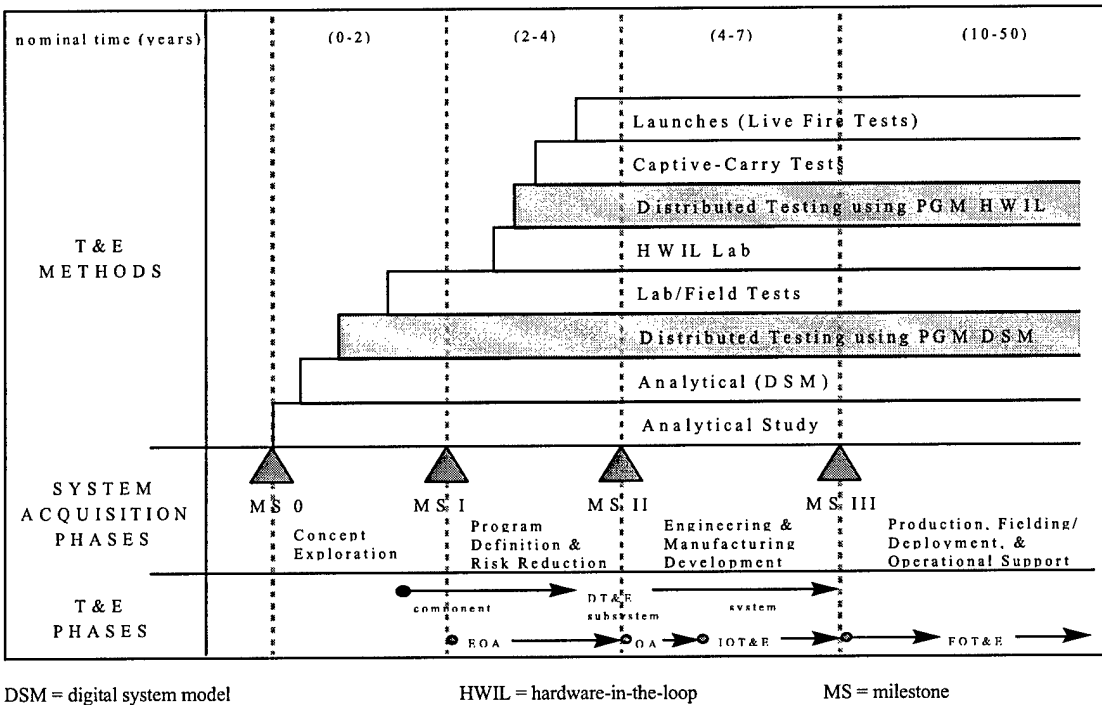 nominal time (years) (0-2) (2-4) (4-7) (10-50)
Launches (Live Fire Tests)
Captive-Carry Tests
Distributed Testing using PGM HWIL
T&E
METHODS
HWIL Lab
Lab/Field Tests
Distributed Testing using PGM DSM
Analytical (DSM)
Analytical Study
SYSTEM
ACQUISITION
PHASES
MS 0 MS I MS II MS III
Concept
Exploration
Program
Definition &
Risk Reduction
Engineering &
Manufacturing
Development
Production, Fielding/
Deployment, &
Operational Support
T&E
PHASES
component DT&E subsystem system
EOA OA IOT&E FOT&E
DSM = digital system model HWIL = hardware-in-the-loop MS = milestone